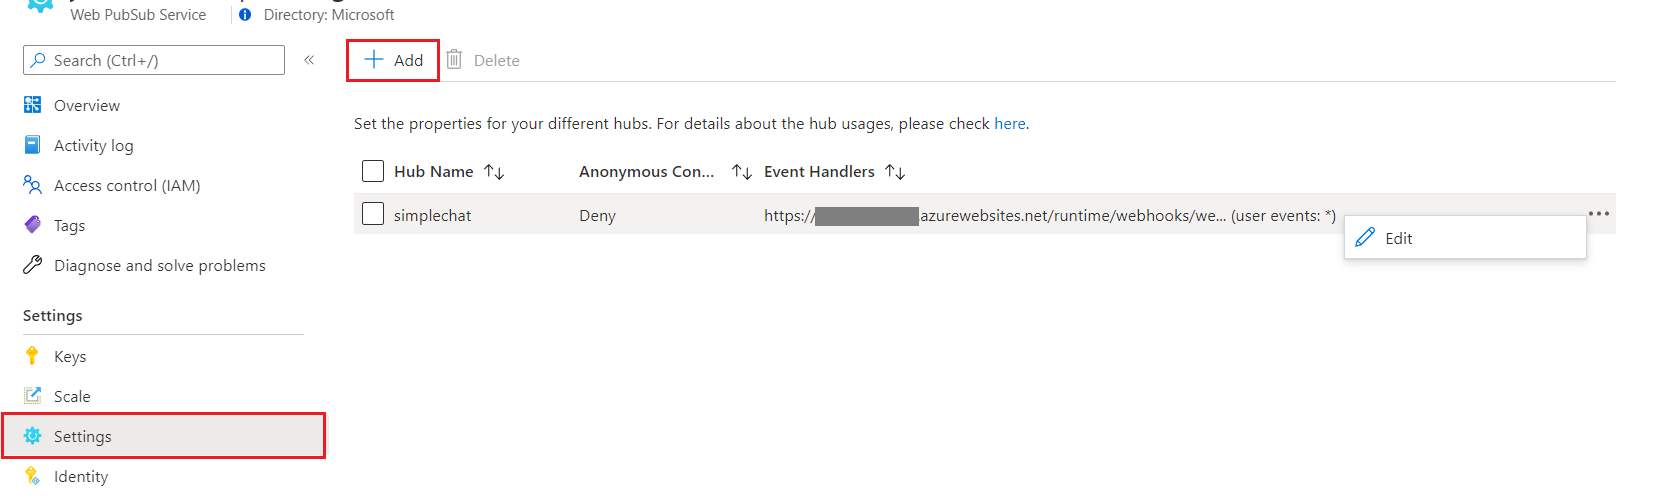 Web PubSub Service Directory: Microsoft
Search (Ctrl+/) «
Add Delete
Overview
Activity log
Access control (IAM)
Tags
Diagnose and solve problems
Settings
Keys
Scale
Settings
Identity
Set the properties for your different hubs. For details about the hub usages, please check here.
Hub Name Anonymous Con... Event Handlers
simplechat Deny https:// .azurewebsites.net/runtime/webhooks/we... (user events: *)
Edit